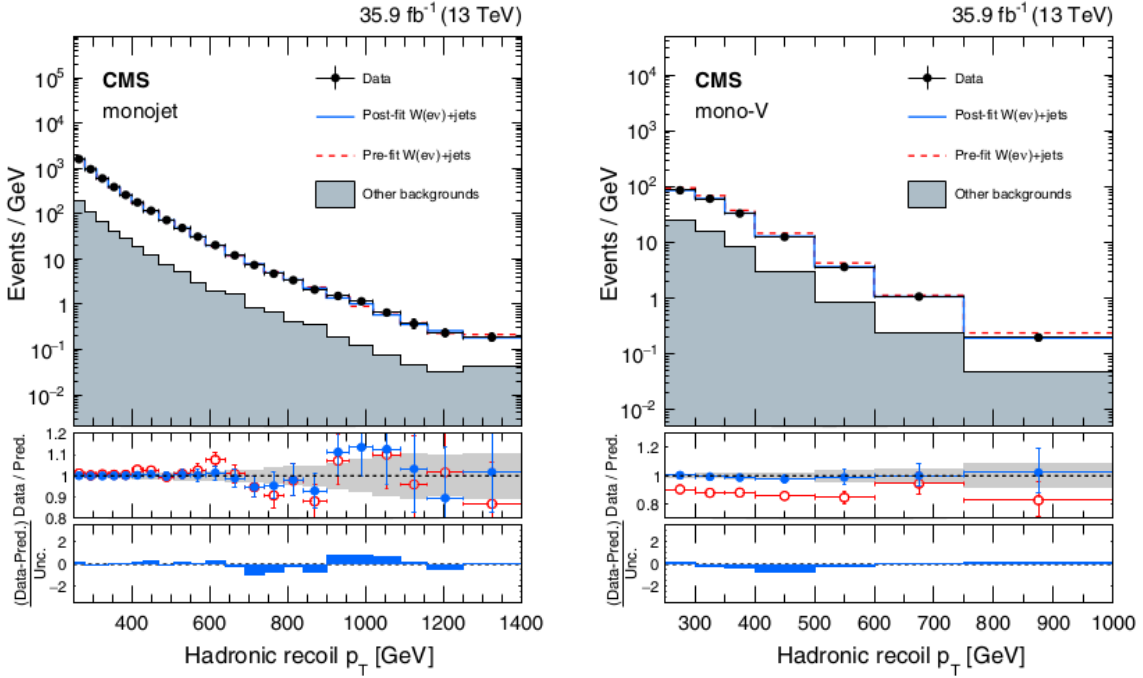 35.9 fb⁻¹ (13 TeV)
CMS
monojet
Data
Post-fit W(eν)+jets
Pre-fit W(eν)+jets
Other backgrounds
Events / GeV
10⁵
10⁴
10³
10²
10
1
10⁻¹
10⁻²
Data / Pred.
1.2
1.1
1
0.9
0.8
(Data-Pred.)
Unc.
2
0
−2
400 600 800 1000 1200 1400
Hadronic recoil p_T [GeV]
35.9 fb⁻¹ (13 TeV)
CMS
mono-V
Data
Post-fit W(eν)+jets
Pre-fit W(eν)+jets
Other backgrounds
Events / GeV
10⁴
10³
10²
10
1
10⁻¹
10⁻²
Data / Pred.
1.2
1
0.8
(Data-Pred.)
Unc.
2
0
−2
300 400 500 600 700 800 900 1000
Hadronic recoil p_T [GeV]